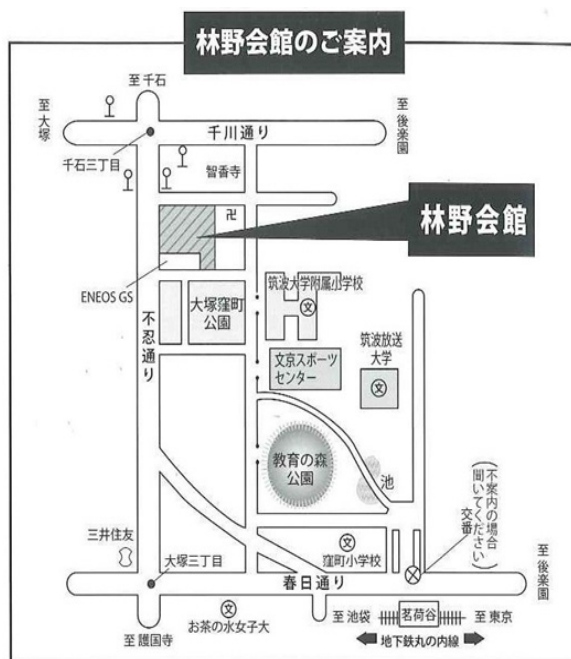 林野会館のご案内
至 千石
至 大塚
至 後楽園
千川通り
千石三丁目
智香寺
卍
林野会館
ENEOS GS
不忍通り
大塚窪町
公園
筑波大学附属小学校
文
文京スポーツ
センター
筑波放送
大学
文
教育の森
公園
池
(不案内の場合
聞いてください)
交番
三井住友
大塚三丁目
文
窪町小学校
春日通り
至 後楽園
文
お茶の水女子大
至 護国寺
至 池袋
茗荷谷
至 東京
地下鉄丸の内線